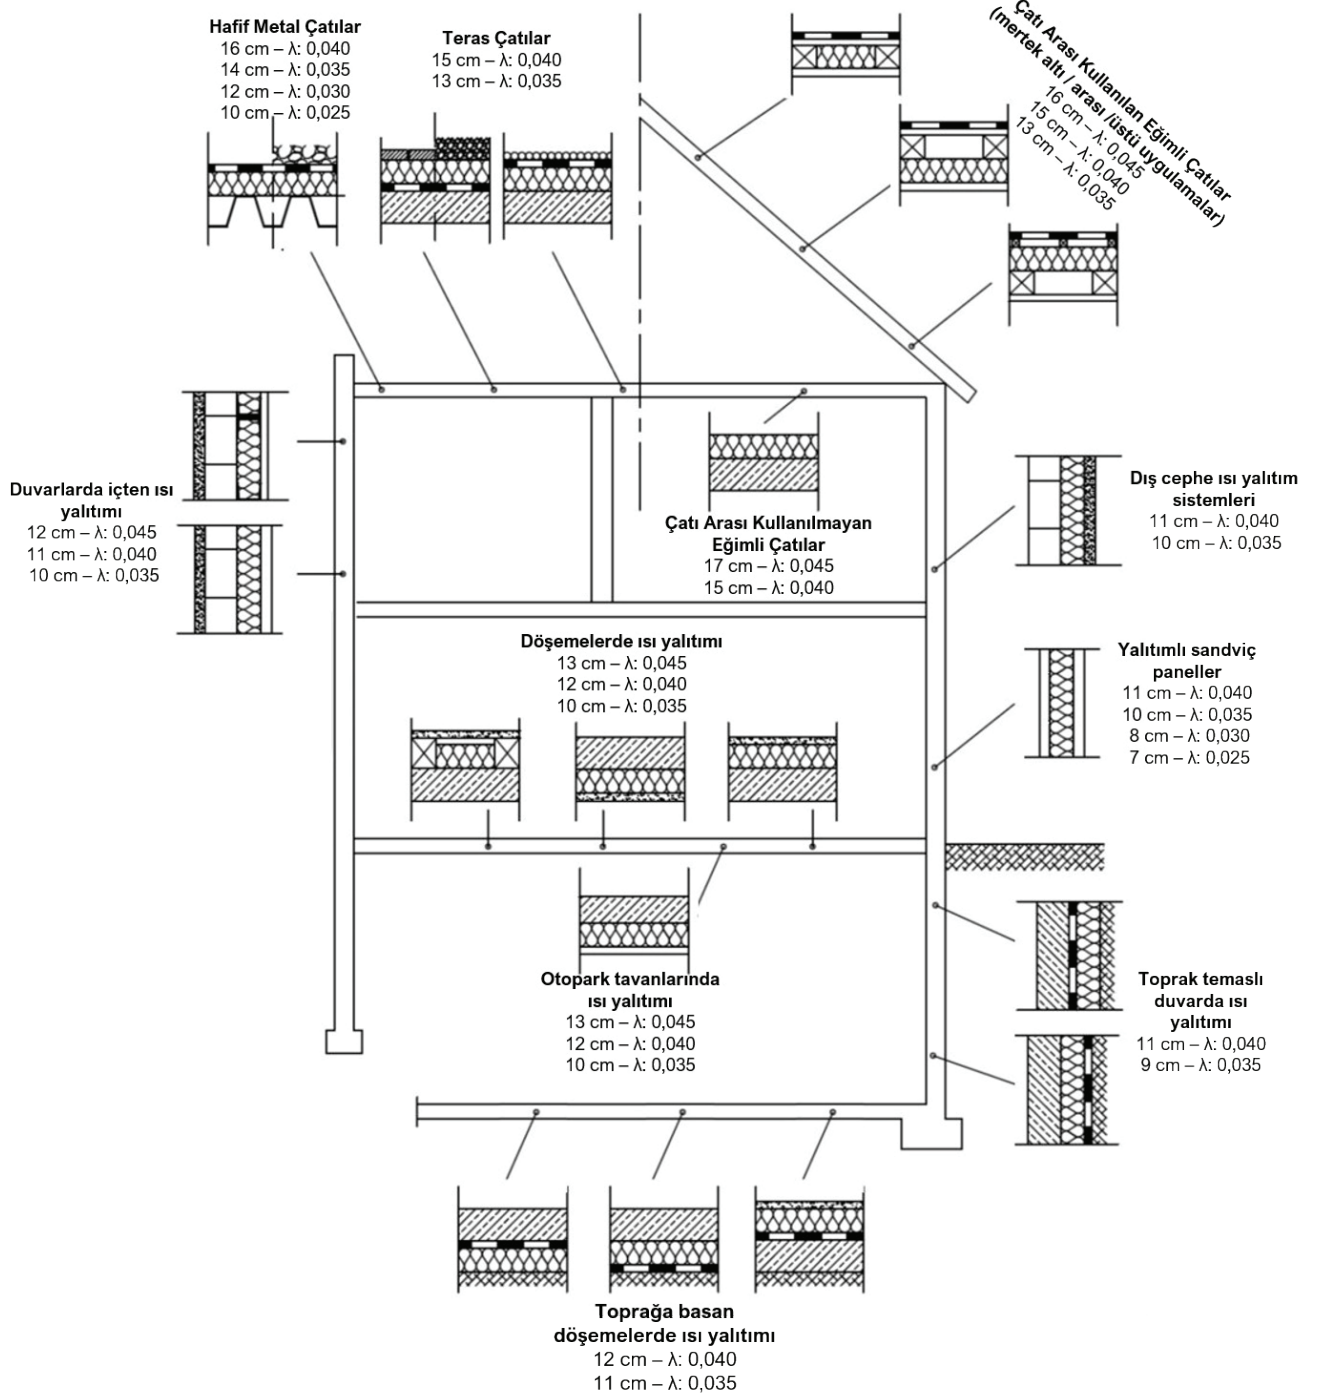 Hafif Metal Çatılar
16 cm – λ: 0,040
14 cm – λ: 0,035
12 cm – λ: 0,030
10 cm – λ: 0,025
Teras Çatılar
15 cm – λ: 0,040
13 cm – λ: 0,035
Çatı Arası Kullanılan Eğimli Çatılar
(mertek altı / arası /üstü uygulamalar)
16 cm – λ: 0,045
15 cm – λ: 0,040
13 cm – λ: 0,035
Duvarlarda içten ısı
yalıtımı
12 cm – λ: 0,045
11 cm – λ: 0,040
10 cm – λ: 0,035
Çatı Arası Kullanılmayan
Eğimli Çatılar
17 cm – λ: 0,045
15 cm – λ: 0,040
Dış cephe ısı yalıtım
sistemleri
11 cm – λ: 0,040
10 cm – λ: 0,035
Döşemelerde ısı yalıtımı
13 cm – λ: 0,045
12 cm – λ: 0,040
10 cm – λ: 0,035
Yalıtımlı sandviç
paneller
11 cm – λ: 0,040
10 cm – λ: 0,035
8 cm – λ: 0,030
7 cm – λ: 0,025
Otopark tavanlarında
ısı yalıtımı
13 cm – λ: 0,045
12 cm – λ: 0,040
10 cm – λ: 0,035
Toprak temaslı
duvarda ısı
yalıtımı
11 cm – λ: 0,040
9 cm – λ: 0,035
Toprağa basan
döşemelerde ısı yalıtımı
12 cm – λ: 0,040
11 cm – λ: 0,035